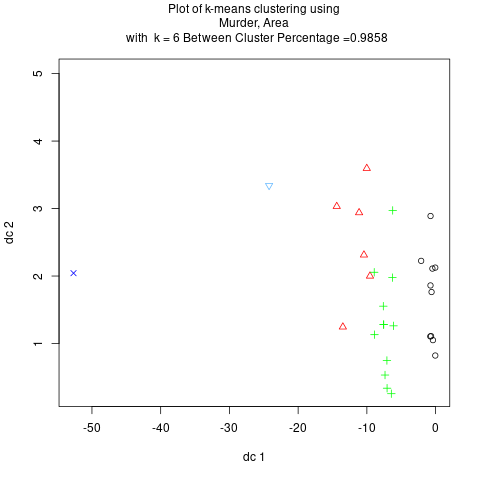 Plot of k-means clustering using
Murder, Area
with k = 6 Between Cluster Percentage =0.9858
dc 2
5
4
3
2
1
-50 -40 -30 -20 -10 0
dc 1